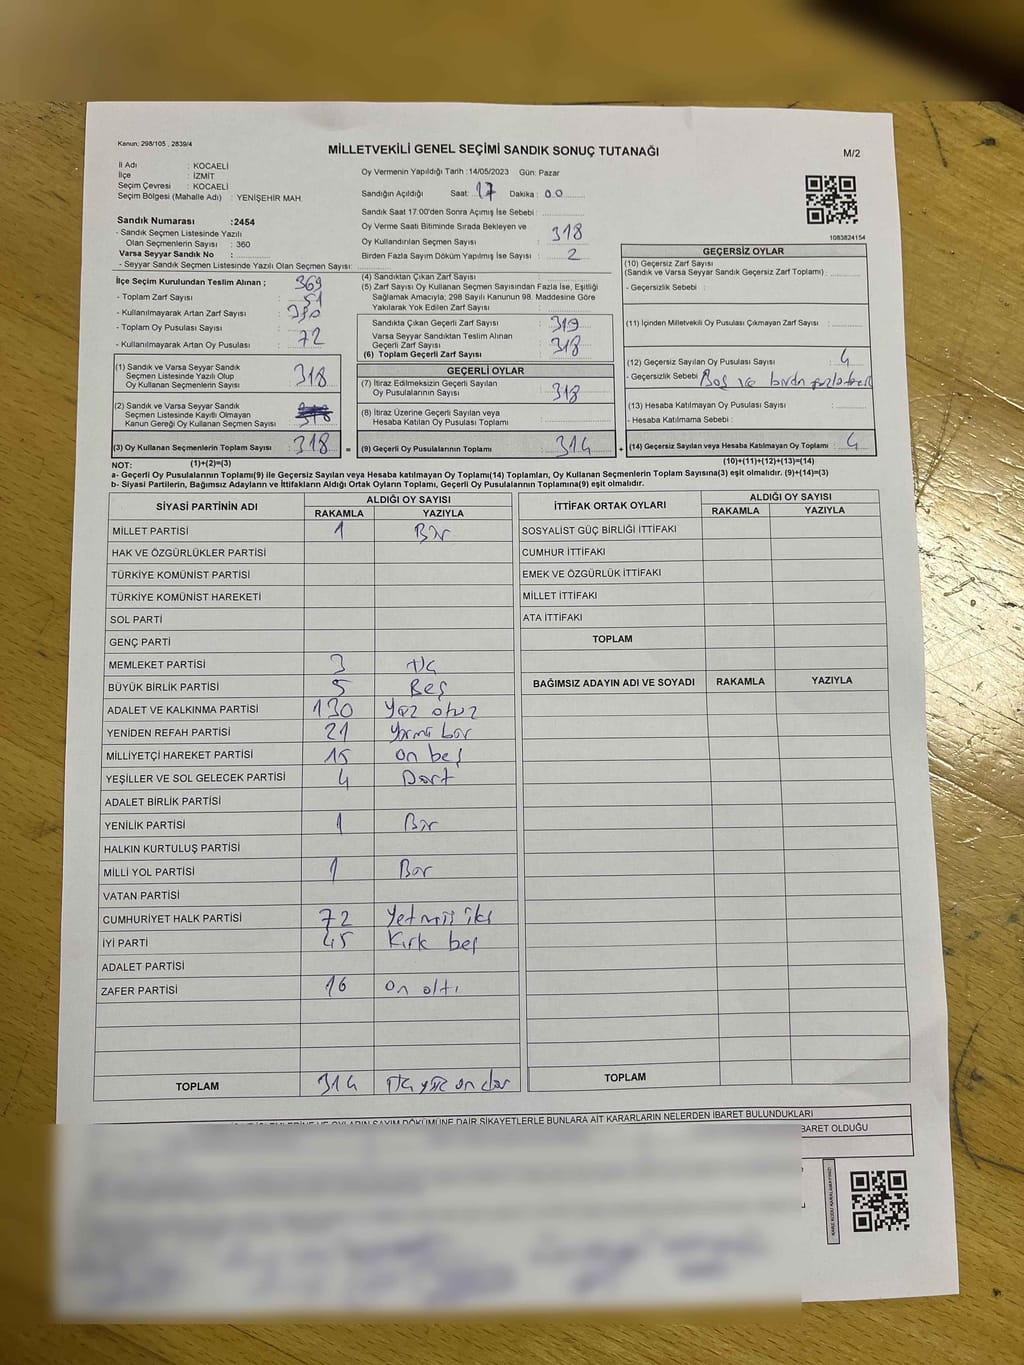 Kanun; 298/105 , 2839/4
MİLLETVEKİLİ GENEL SEÇİMİ SANDIK SONUÇ TUTANAĞI
M/2
İl Adı : KOCAELİ
İlçe : İZMİT
Seçim Çevresi : KOCAELİ
Seçim Bölgesi (Mahalle Adı) : YENİŞEHİR MAH.
Sandık Numarası :2454
- Sandık Seçmen Listesinde Yazılı
Olan Seçmenlerin Sayısı : 360
Varsa Seyyar Sandık No :
- Seyyar Sandık Seçmen Listesinde Yazılı Olan Seçmen Sayısı:
Oy Vermenin Yapıldığı Tarih :14/05/2023 Gün: Pazar
Sandığın Açıldığı Saat: 17 Dakika : 00
Sandık Saat 17:00'den Sonra Açımış İse Sebebi :
Oy Verme Saati Bitiminde Sırada Bekleyen ve
Oy Kullandırılan Seçmen Sayısı : 318
Birden Fazla Sayım Döküm Yapılmış İse Sayısı : 2
1083824154
İlçe Seçim Kurulundan Teslim Alınan ;
- Toplam Zarf Sayısı : 369
- Kullanılmayarak Artan Zarf Sayısı : 51
- Toplam Oy Pusulası Sayısı :
- Kullanılmayarak Artan Oy Pusulası : 72
(1) Sandık ve Varsa Seyyar Sandık
Seçmen Listesinde Yazılı Olup
Oy Kullanan Seçmenlerin Sayısı : 318
(2) Sandık ve Varsa Seyyar Sandık
Seçmen Listesinde Kayıtlı Olmayan
Kanun Gereği Oy Kullanan Seçmen Sayısı :
(3) Oy Kullanan Seçmenlerin Toplam Sayısı : 318 =
(4) Sandıktan Çıkan Zarf Sayısı :
(5) Zarf Sayısı Oy Kullanan Seçmen Sayısından Fazla İse, Eşitliği
Sağlamak Amacıyla; 298 Sayılı Kanunun 98. Maddesine Göre
Yakılarak Yok Edilen Zarf Sayısı :
Sandıkta Çıkan Geçerli Zarf Sayısı : 319
Varsa Seyyar Sandıktan Teslim Alınan
Geçerli Zarf Sayısı : 318
(6) Toplam Geçerli Zarf Sayısı :
GEÇERLİ OYLAR
(7) İtiraz Edilmeksizin Geçerli Sayılan
Oy Pusulalarının Sayısı : 318
(8) İtiraz Üzerine Geçerli Sayılan veya
Hesaba Katılan Oy Pusulası Toplamı :
(9) Geçerli Oy Pusulalarının Toplamı : 314 +
GEÇERSİZ OYLAR
(10) Geçersiz Zarf Sayısı
(Sandık ve Varsa Seyyar Sandık Geçersiz Zarf Toplamı) :
- Geçersizlik Sebebi :
(11) İçinden Milletvekili Oy Pusulası Çıkmayan Zarf Sayısı :
(12) Geçersiz Sayılan Oy Pusulası Sayısı : 4
- Geçersizlik Sebebi : Boş ve birden
(13) Hesaba Katılmayan Oy Pusulası Sayısı :
- Hesaba Katılmama Sebebi :
(14) Geçersiz Sayılan veya Hesaba Katılmayan Oy Toplamı : 4
NOT: (1)+(2)=(3) (10)+(11)+(12)+(13)=(14)
a- Geçerli Oy Pusulalarının Toplamı(9) ile Geçersiz Sayılan veya Hesaba katılmayan Oy Toplamı(14) Toplamları, Oy Kullanan Seçmenlerin Toplam Sayısına(3) eşit olmalıdır. (9)+(14)=(3)
b- Siyasi Partilerin, Bağımsız Adayların ve İttifakların Aldığı Ortak Oyların Toplamı, Geçerli Oy Pusulalarının Toplamına(9) eşit olmalıdır.
SİYASİ PARTİNİN ADI ALDIĞI OY SAYISI
RAKAMLA YAZIYLA
MİLLET PARTİSİ 1 Bir
HAK VE ÖZGÜRLÜKLER PARTİSİ
TÜRKİYE KOMÜNİST PARTİSİ
TÜRKİYE KOMÜNİST HAREKETİ
SOL PARTİ
GENÇ PARTİ
MEMLEKET PARTİSİ 3 üç
BÜYÜK BİRLİK PARTİSİ 5 Beş
ADALET VE KALKINMA PARTİSİ 130 Yüz otuz
YENİDEN REFAH PARTİSİ 21 Yirmi bir
MİLLİYETÇİ HAREKET PARTİSİ 15 on beş
YEŞİLLER VE SOL GELECEK PARTİSİ 4 Dört
ADALET BİRLİK PARTİSİ
YENİLİK PARTİSİ 1 Bir
HALKIN KURTULUŞ PARTİSİ
MİLLİ YOL PARTİSİ 1 Bir
VATAN PARTİSİ
CUMHURİYET HALK PARTİSİ 72 Yetmiş iki
İYİ PARTİ 45 Kırk beş
ADALET PARTİSİ
ZAFER PARTİSİ 16 on altı
TOPLAM 314 üç yüz on dör
İTTİFAK ORTAK OYLARI ALDIĞI OY SAYISI
RAKAMLA YAZIYLA
SOSYALİST GÜÇ BİRLİĞİ İTTİFAKI
CUMHUR İTTİFAKI
EMEK VE ÖZGÜRLÜK İTTİFAKI
MİLLET İTTİFAKI
ATA İTTİFAKI
TOPLAM
BAĞIMSIZ ADAYIN ADI VE SOYADI RAKAMLA YAZIYLA
TOPLAM
OYLARIN SAYIM DÖKÜMÜNE DAİR ŞİKAYETLERLE BUNLARA AİT KARARLARIN NELERDEN İBARET BULUNDUKLARI
BARET OLDUĞU